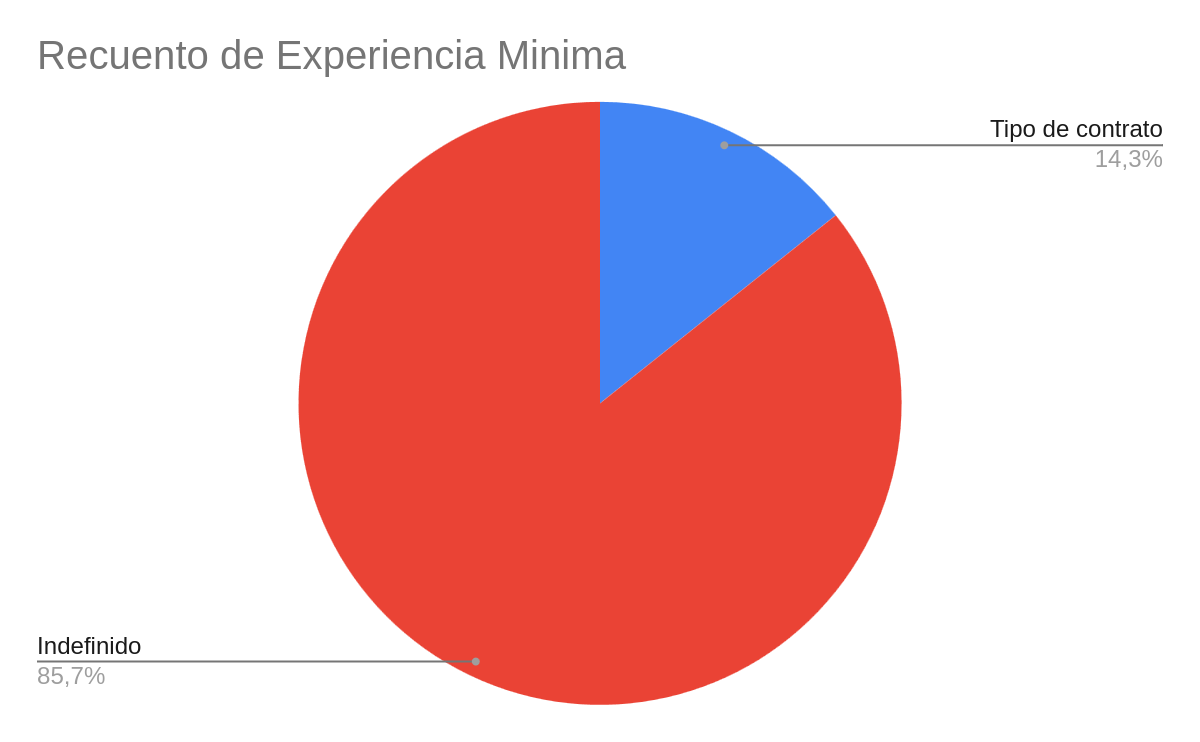 Recuento de Experiencia Minima
Tipo de contrato
14,3%
Indefinido
85,7%